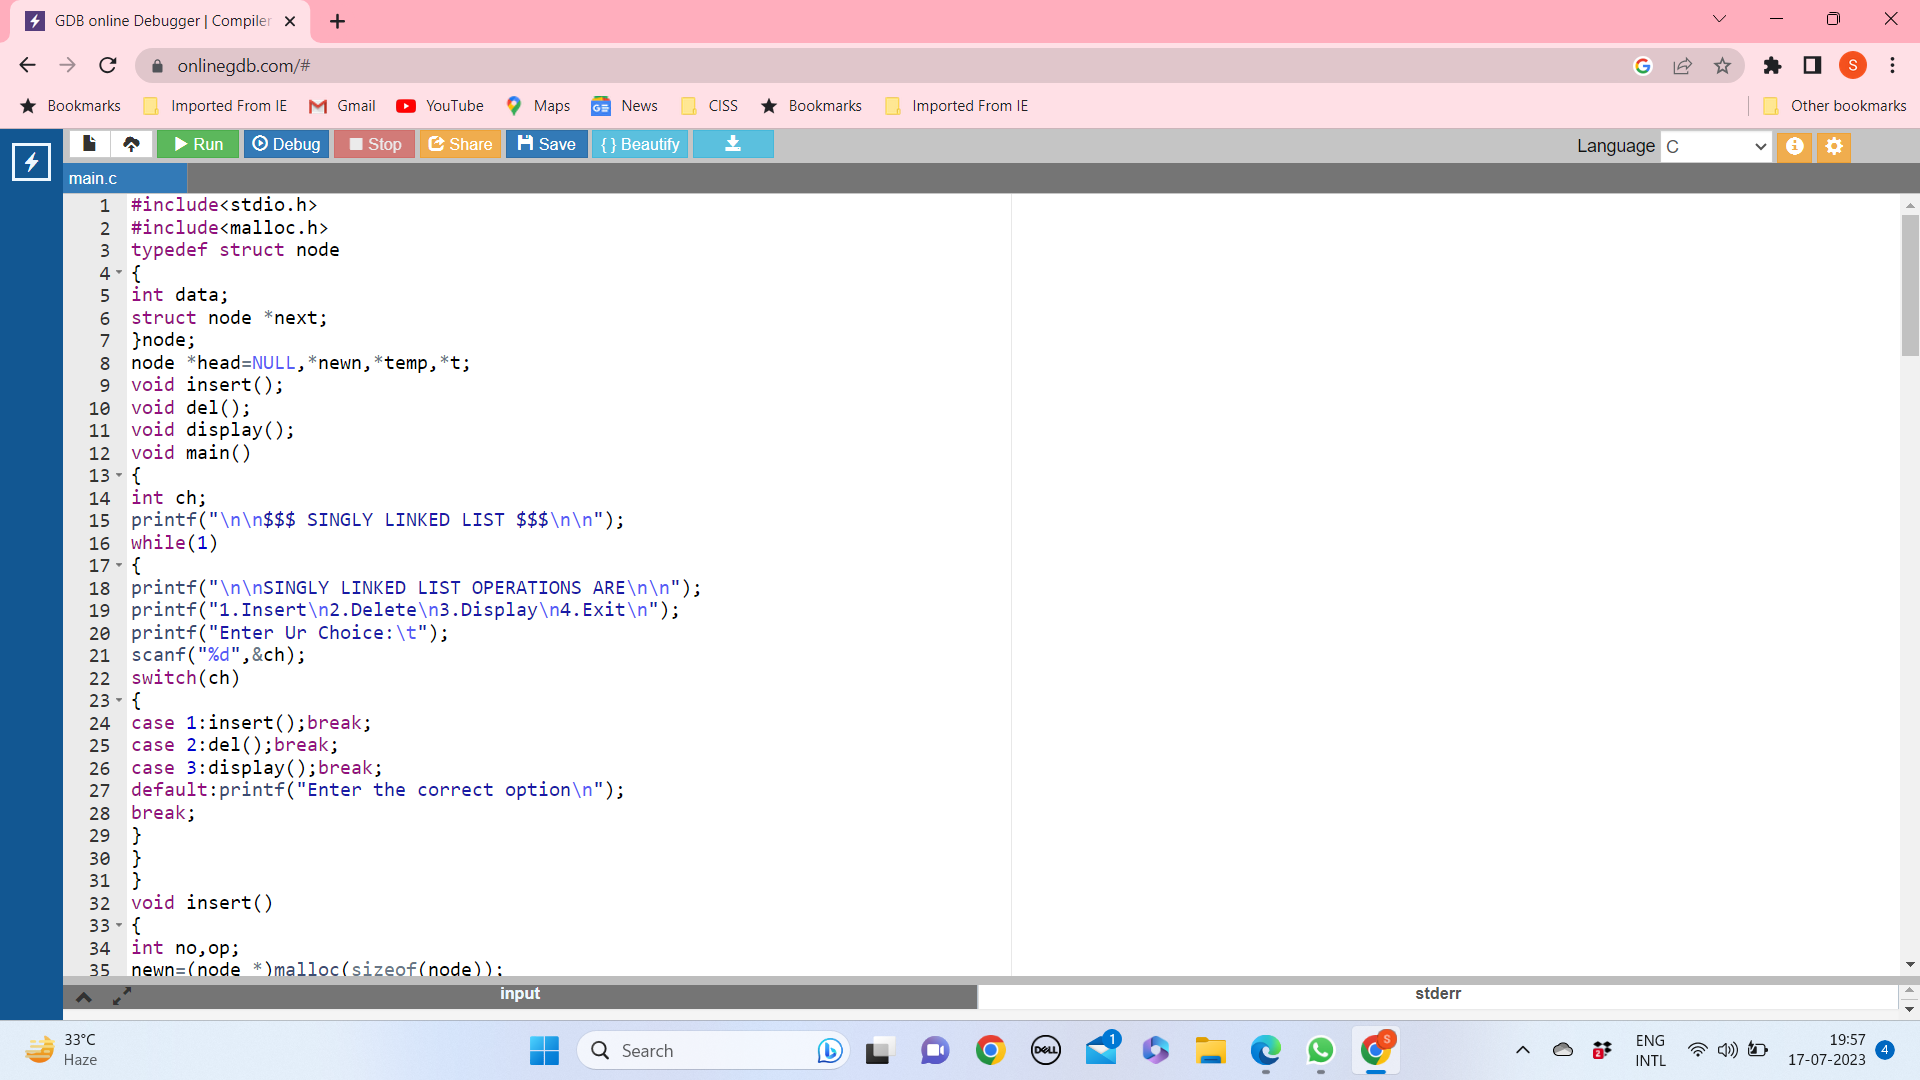 GDB online Debugger | Compiler
onlinegdb.com/#
S
Bookmarks Imported From IE Gmail YouTube Maps News CISS Bookmarks Imported From IE Other bookmarks
Run Debug Stop Share Save { } Beautify Language C
main.c
1 #include<stdio.h>
2 #include<malloc.h>
3 typedef struct node
4 {
5 int data;
6 struct node *next;
7 }node;
8 node *head=NULL,*newn,*temp,*t;
9 void insert();
10 void del();
11 void display();
12 void main()
13 {
14 int ch;
15 printf("\n\n$$$ SINGLY LINKED LIST $$$\n\n");
16 while(1)
17 {
18 printf("\n\nSINGLY LINKED LIST OPERATIONS ARE\n\n");
19 printf("1.Insert\n2.Delete\n3.Display\n4.Exit\n");
20 printf("Enter Ur Choice:\t");
21 scanf("%d",&ch);
22 switch(ch)
23 {
24 case 1:insert();break;
25 case 2:del();break;
26 case 3:display();break;
27 default:printf("Enter the correct option\n");
28 break;
29 }
30 }
31 }
32 void insert()
33 {
34 int no,op;
35 newn=(node *)malloc(sizeof(node));
input stderr
33°C
Haze
Search
DELL
1
S
2
ENG
INTL
19:57
17-07-2023
4